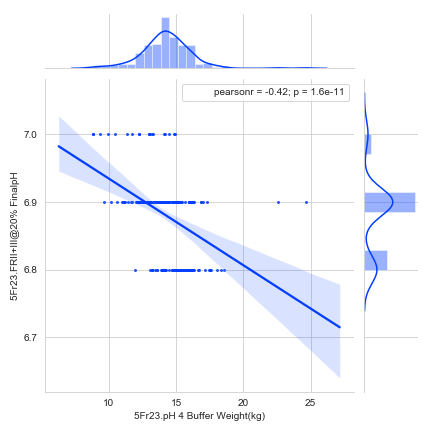 pearsonr = -0.42; p = 1.6e-11
7.0
6.9
6.8
6.7
5Fr23.FRII+III@20% FinalpH
10
15
20
25
5Fr23.pH 4 Buffer Weight(kg)